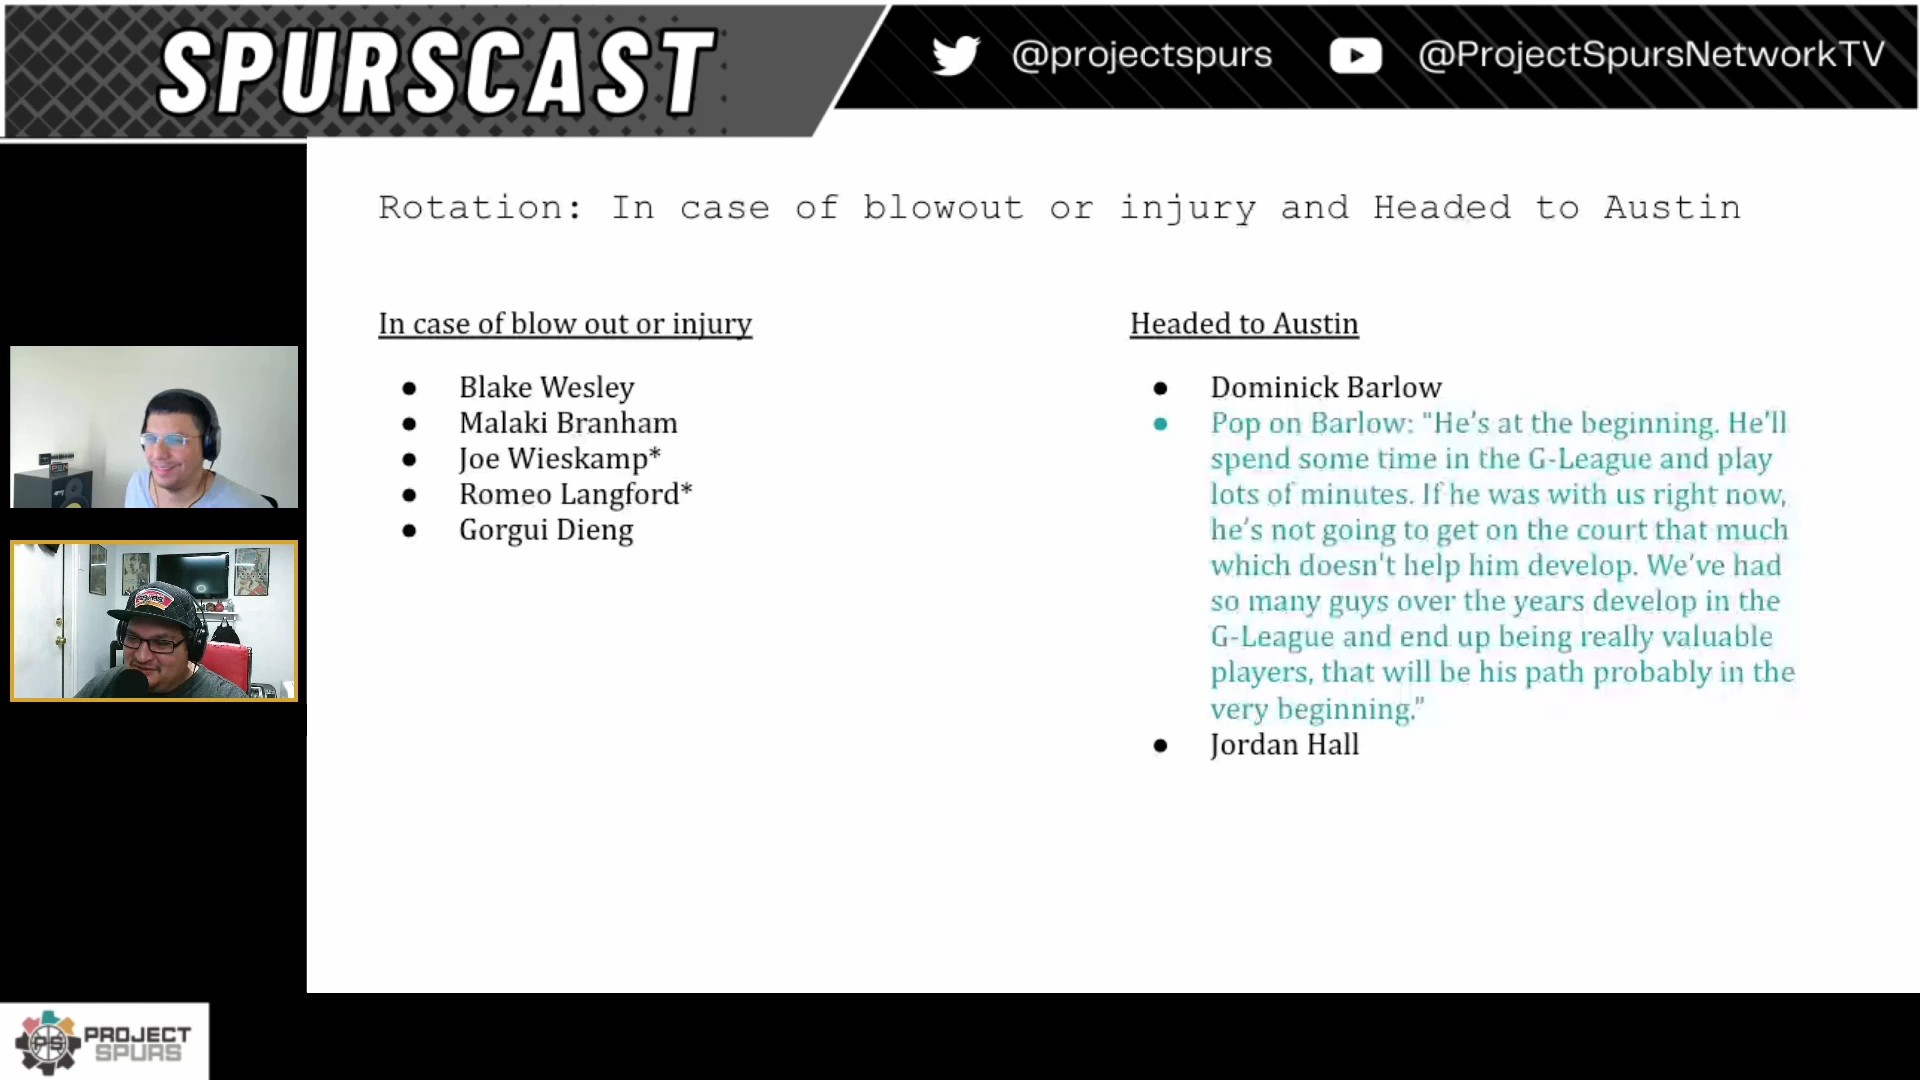 SPURSCAST
@projectspurs
@ProjectSpursNetworkTV
Rotation: In case of blowout or injury and Headed to Austin
In case of blow out or injury
● Blake Wesley
● Malaki Branham
● Joe Wieskamp*
● Romeo Langford*
● Gorgui Dieng
Headed to Austin
● Dominick Barlow
● Pop on Barlow: "He's at the beginning. He'll
spend some time in the G-League and play
lots of minutes. If he was with us right now,
he's not going to get on the court that much
which doesn't help him develop. We've had
so many guys over the years develop in the
G-League and end up being really valuable
players, that will be his path probably in the
very beginning."
● Jordan Hall
PS
PROJECT
SPURS